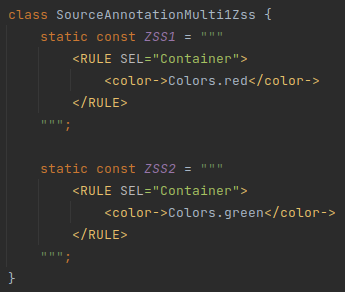 class SourceAnnotationMulti1Zss {
    static const ZSS1 = """
        <RULE SEL="Container">
            <color->Colors.red</color->
        </RULE>
    """;

    static const ZSS2 = """
        <RULE SEL="Container">
            <color->Colors.green</color->
        </RULE>
    """;
}